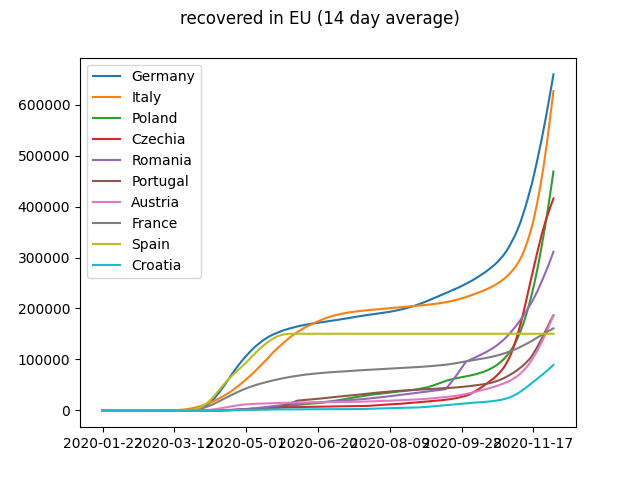 recovered in EU (14 day average)
Germany
Italy
Poland
Czechia
Romania
Portugal
Austria
France
Spain
Croatia
600000
500000
400000
300000
200000
100000
0
2020-01-22 2020-03-12 2020-05-01 2020-06-20 2020-08-09 2020-09-28 2020-11-17